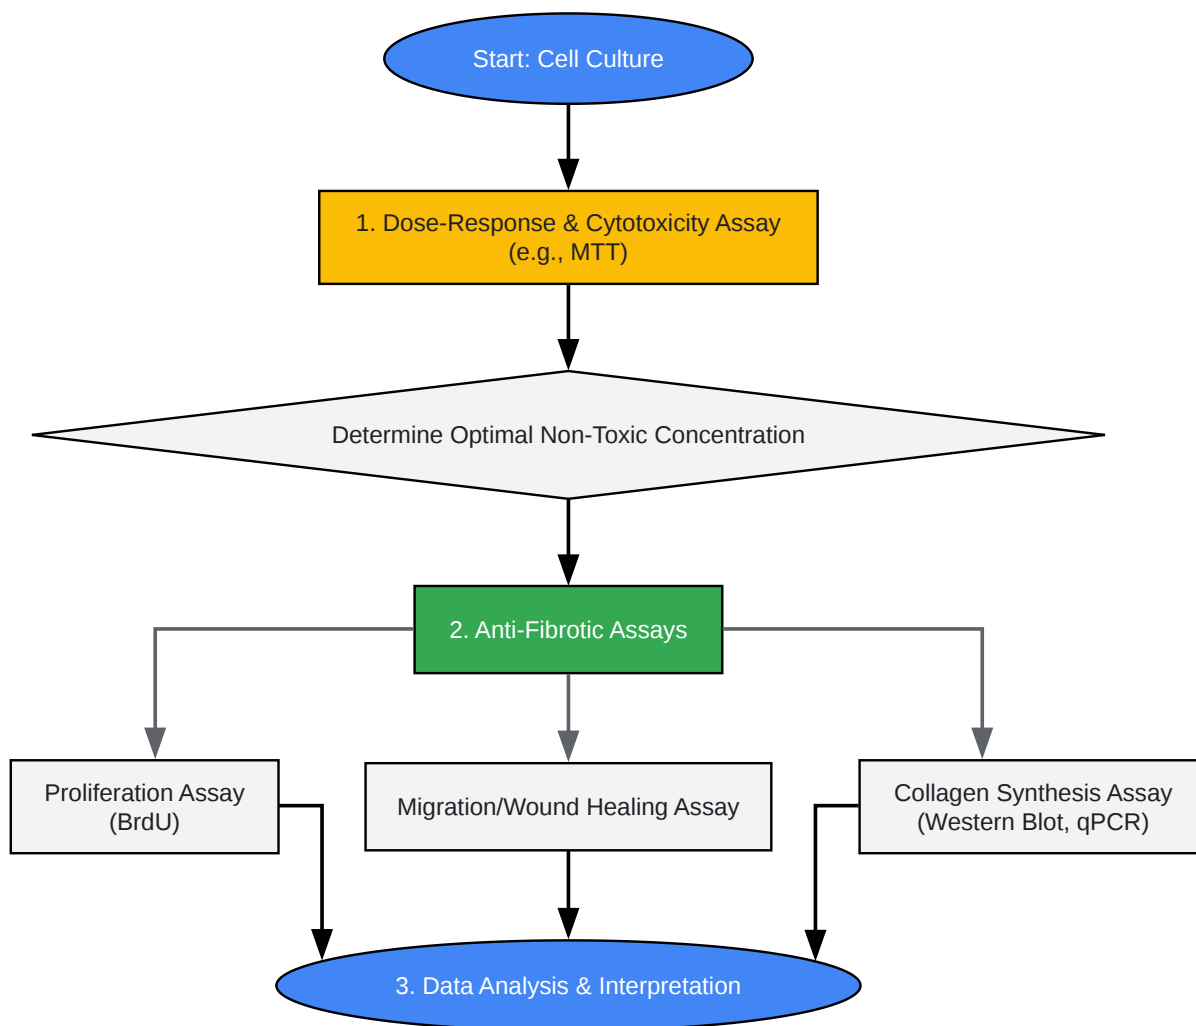 Start: Cell Culture
1. Dose-Response & Cytotoxicity Assay
(e.g., MTT)
Determine Optimal Non-Toxic Concentration
2. Anti-Fibrotic Assays
Proliferation Assay
(BrdU)
Migration/Wound Healing Assay
Collagen Synthesis Assay
(Western Blot, qPCR)
3. Data Analysis & Interpretation